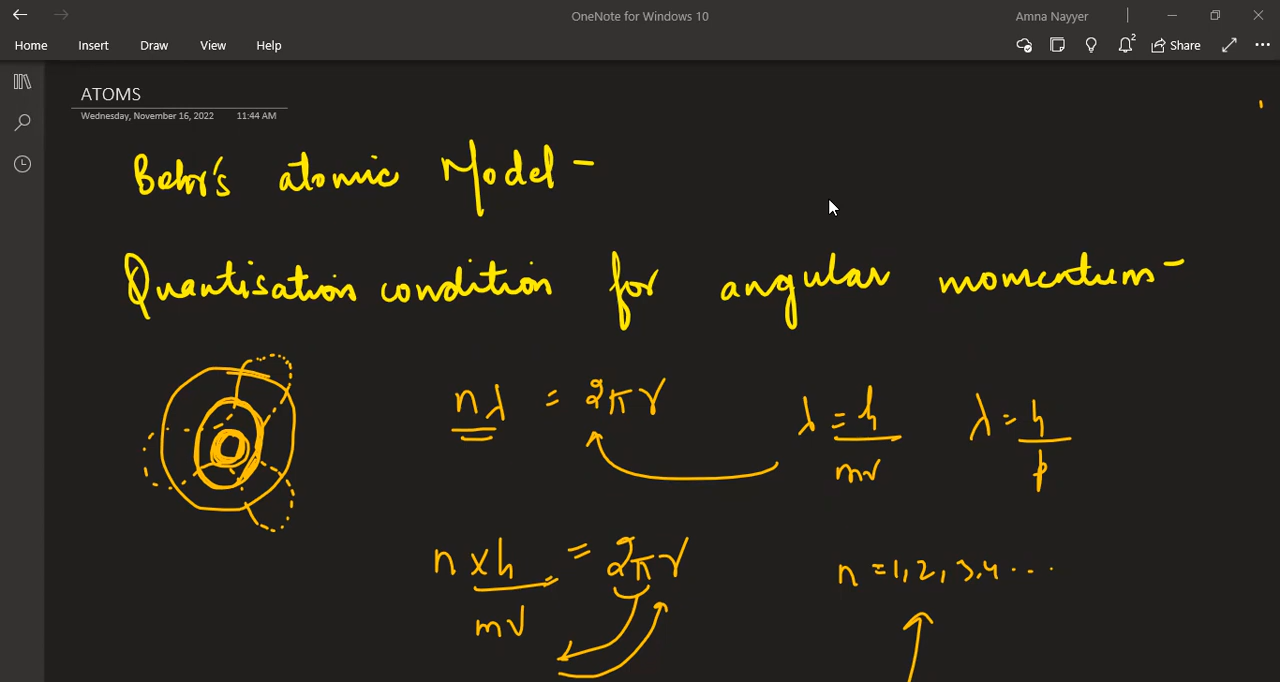 OneNote for Windows 10
Amna Nayyer
Home Insert Draw View Help
2 Share
ATOMS
Wednesday, November 16, 2022 11:44 AM
Bohr's atomic Model -
Quantisation condition for angular momentum -
nλ = 2πr
λ = h/mv
λ = h/p
n x h/mv = 2πr
n = 1, 2, 3, 4 ...